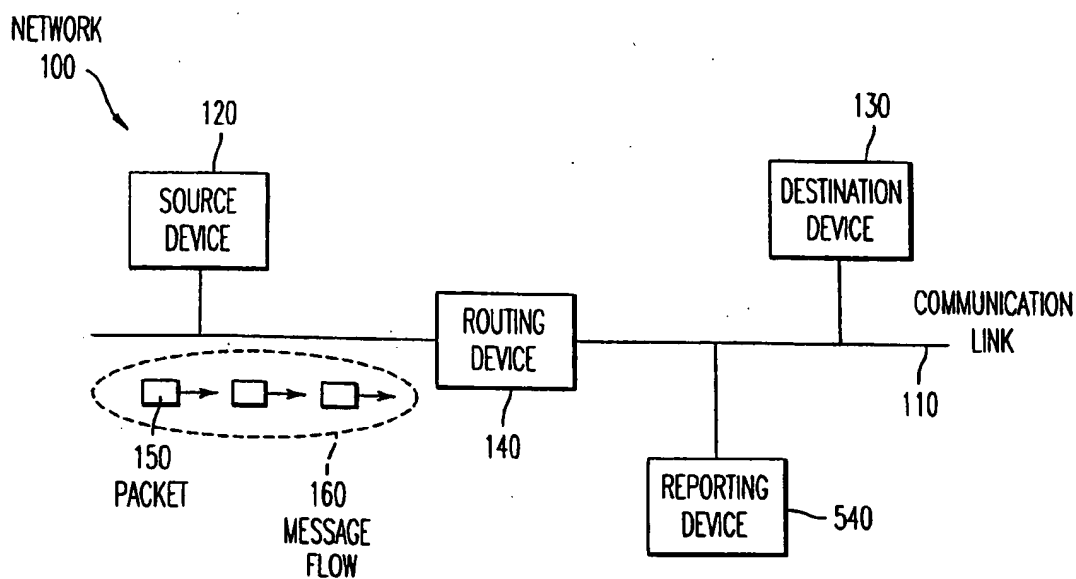 NETWORK
100
120
SOURCE
DEVICE
130
DESTINATION
DEVICE
ROUTING
DEVICE
140
COMMUNICATION
LINK
110
150
PACKET
160
MESSAGE
FLOW
REPORTING
DEVICE
540